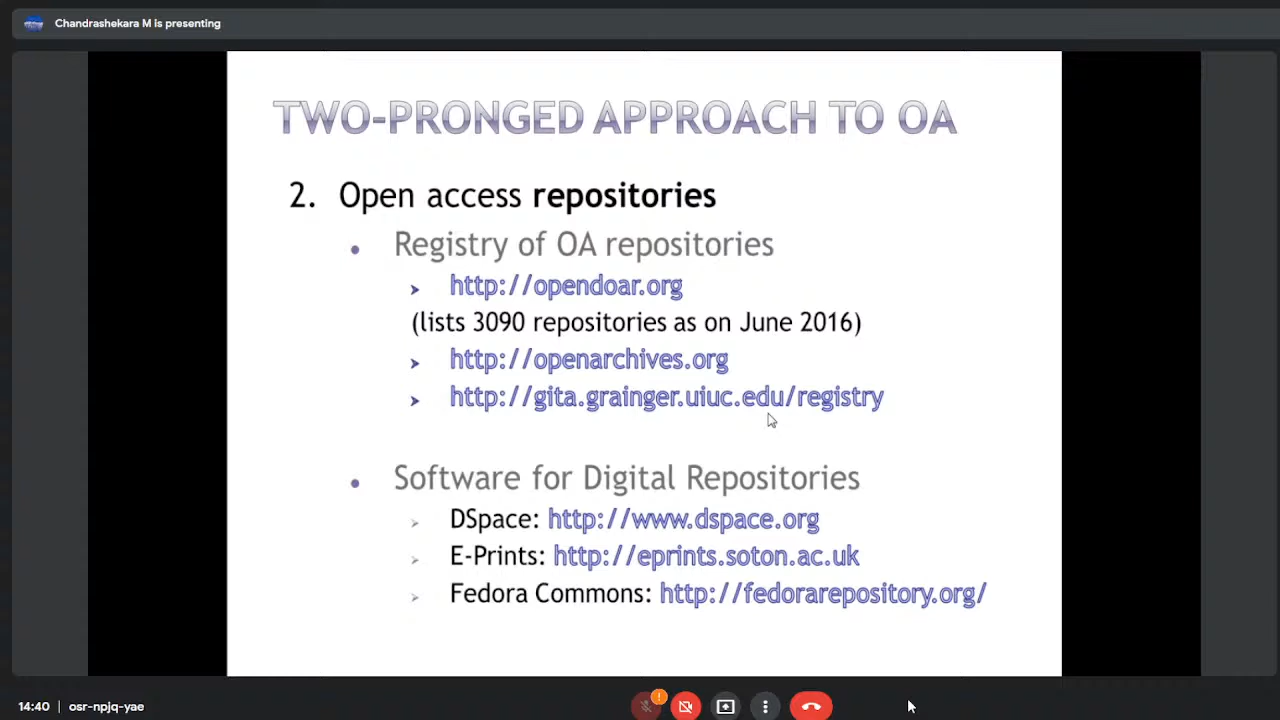 Chandrashekara M is presenting
TWO-PRONGED APPROACH TO OA
2. Open access repositories
• Registry of OA repositories
➤ http://opendoar.org
(lists 3090 repositories as on June 2016)
➤ http://openarchives.org
➤ http://gita.grainger.uiuc.edu/registry
• Software for Digital Repositories
➤ DSpace: http://www.dspace.org
➤ E-Prints: http://eprints.soton.ac.uk
➤ Fedora Commons: http://fedorarepository.org/
14:40 | osr-npjq-yae
!